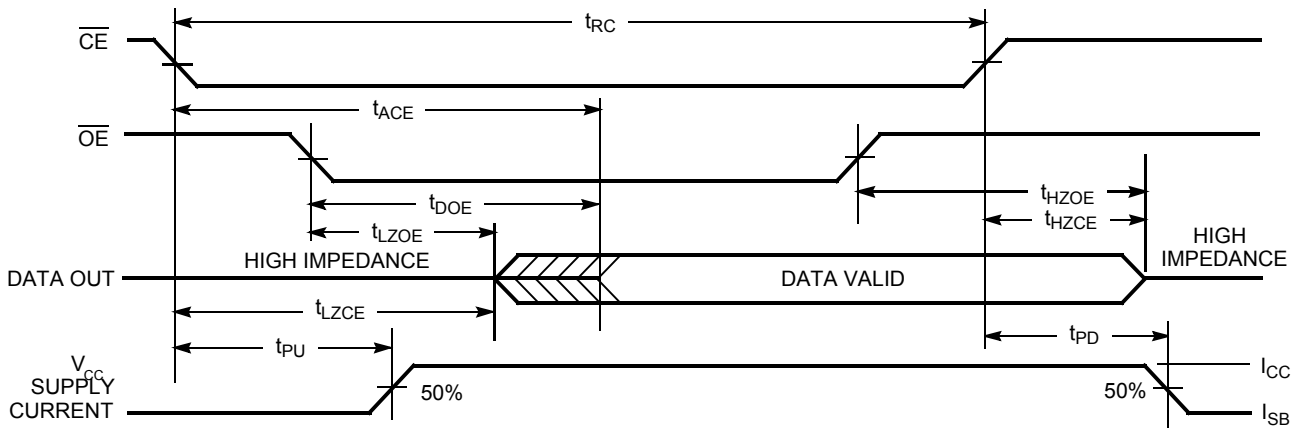 tRC
CE
tACE
OE
tHZOE
tDOE
tHZCE
tLZOE
HIGH IMPEDANCE
HIGH
IMPEDANCE
DATA OUT
DATA VALID
tLZCE
tPU
tPD
VCC
SUPPLY
CURRENT
50%
50%
ICC
ISB